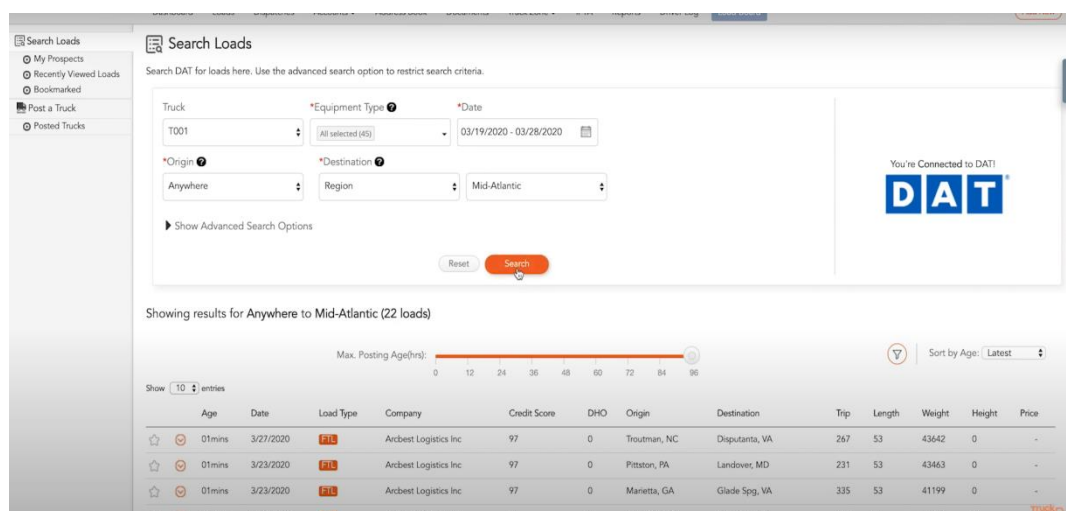 Search Loads
My Prospects
Recently Viewed Loads
Bookmarked
Post a Truck
Posted Trucks
Search Loads
Search DAT for loads here. Use the advanced search option to restrict search criteria.
Truck *Equipment Type *Date
T001 All selected (45) 03/19/2020 - 03/28/2020
*Origin *Destination
Anywhere Region Mid-Atlantic
Show Advanced Search Options
Reset Search
You're Connected to DAT!
DAT
Showing results for Anywhere to Mid-Atlantic (22 loads)
Max. Posting Age(hrs):
0 12 24 36 48 60 72 84 96
Sort by Age: Latest
Show 10 entries
Age Date Load Type Company Credit Score DHO Origin Destination Trip Length Weight Height Price
01mins 3/27/2020 FTL Arcbest Logistics Inc 97 0 Troutman, NC Disputanta, VA 267 53 43642 0 -
01mins 3/23/2020 FTL Arcbest Logistics Inc 97 0 Pittston, PA Landover, MD 231 53 43463 0 -
01mins 3/23/2020 FTL Arcbest Logistics Inc 97 0 Marietta, GA Glade Spg, VA 335 53 41199 0 -